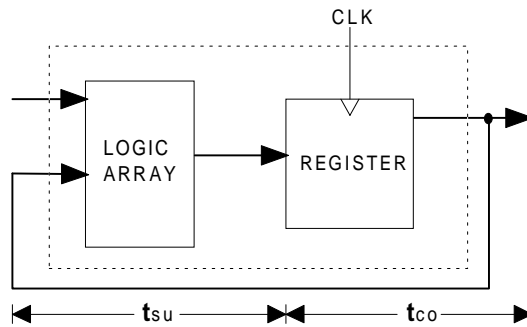 CLK
LOGIC
ARRAY
REGISTER
tsu
tco